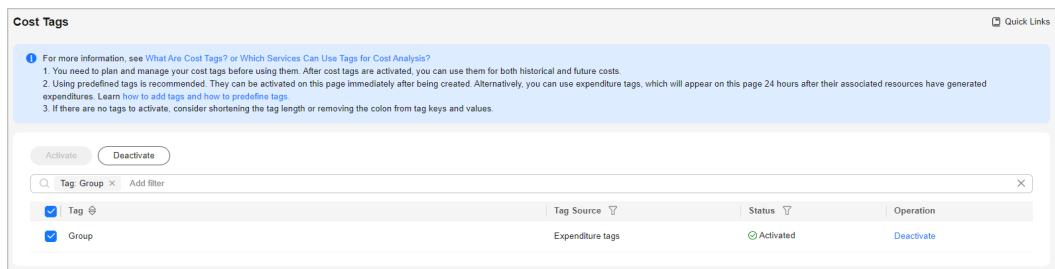 Cost Tags
Quick Links
For more information, see What Are Cost Tags? or Which Services Can Use Tags for Cost Analysis?
1. You need to plan and manage your cost tags before using them. After cost tags are activated, you can use them for both historical and future costs.
2. Using predefined tags is recommended. They can be activated on this page immediately after being created. Alternatively, you can use expenditure tags, which will appear on this page 24 hours after their associated resources have generated
expenditures. Learn how to add tags and how to predefine tags.
3. If there are no tags to activate, consider shortening the tag length or removing the colon from tag keys and values.
Activate Deactivate
Tag: Group × Add filter
Tag Tag Source Status Operation
Group Expenditure tags Activated Deactivate